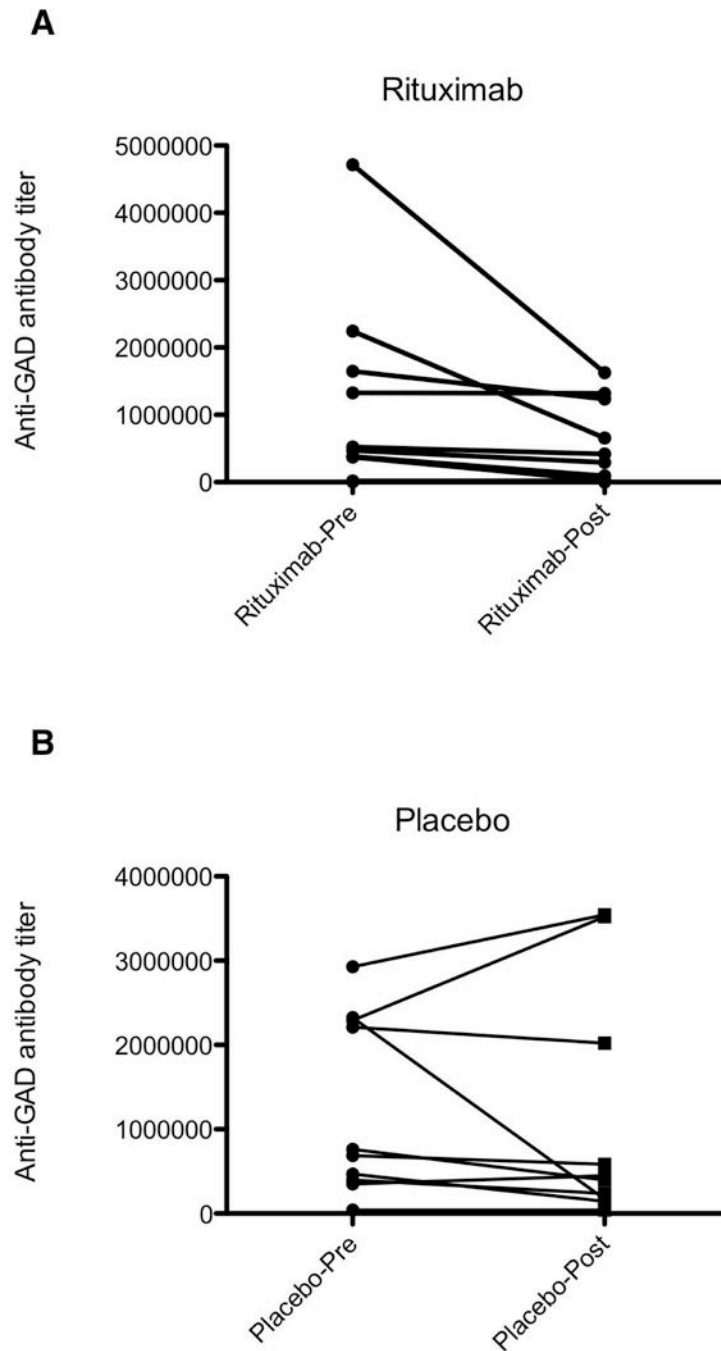 A
Rituximab
Anti-GAD antibody titer
5000000
4000000
3000000
2000000
1000000
0
Rituximab-Pre
Rituximab-Post
B
Placebo
Anti-GAD antibody titer
4000000
3000000
2000000
1000000
0
Placebo-Pre
Placebo-Post